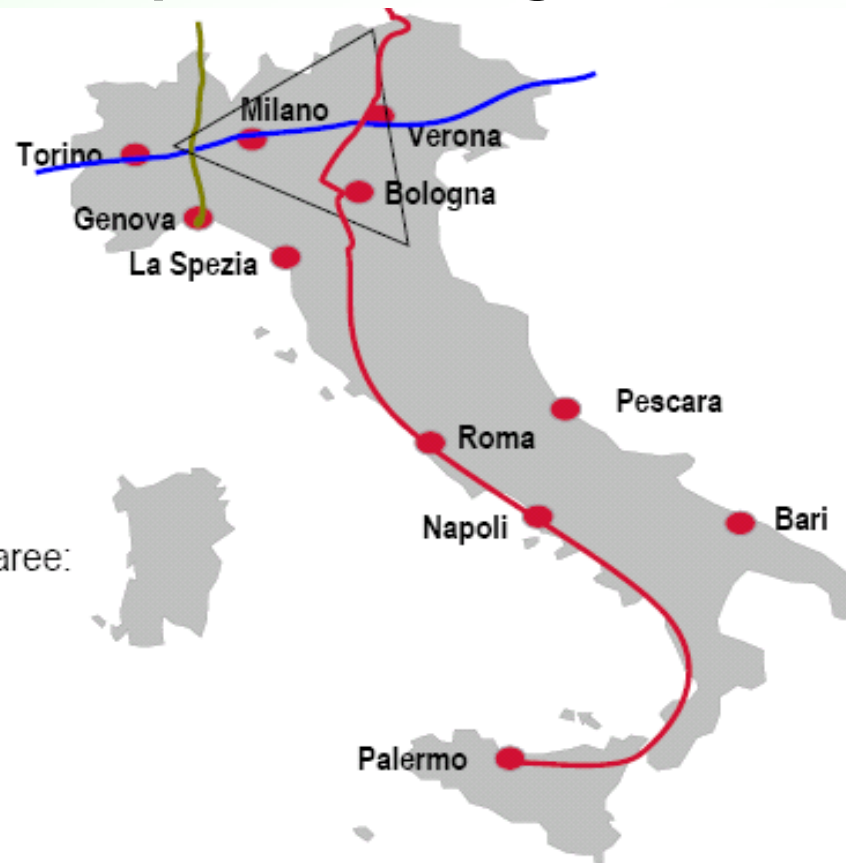 Milano
Verona
Torino
Bologna
Genova
La Spezia
Pescara
Roma
Napoli
Bari
aree:
Palermo